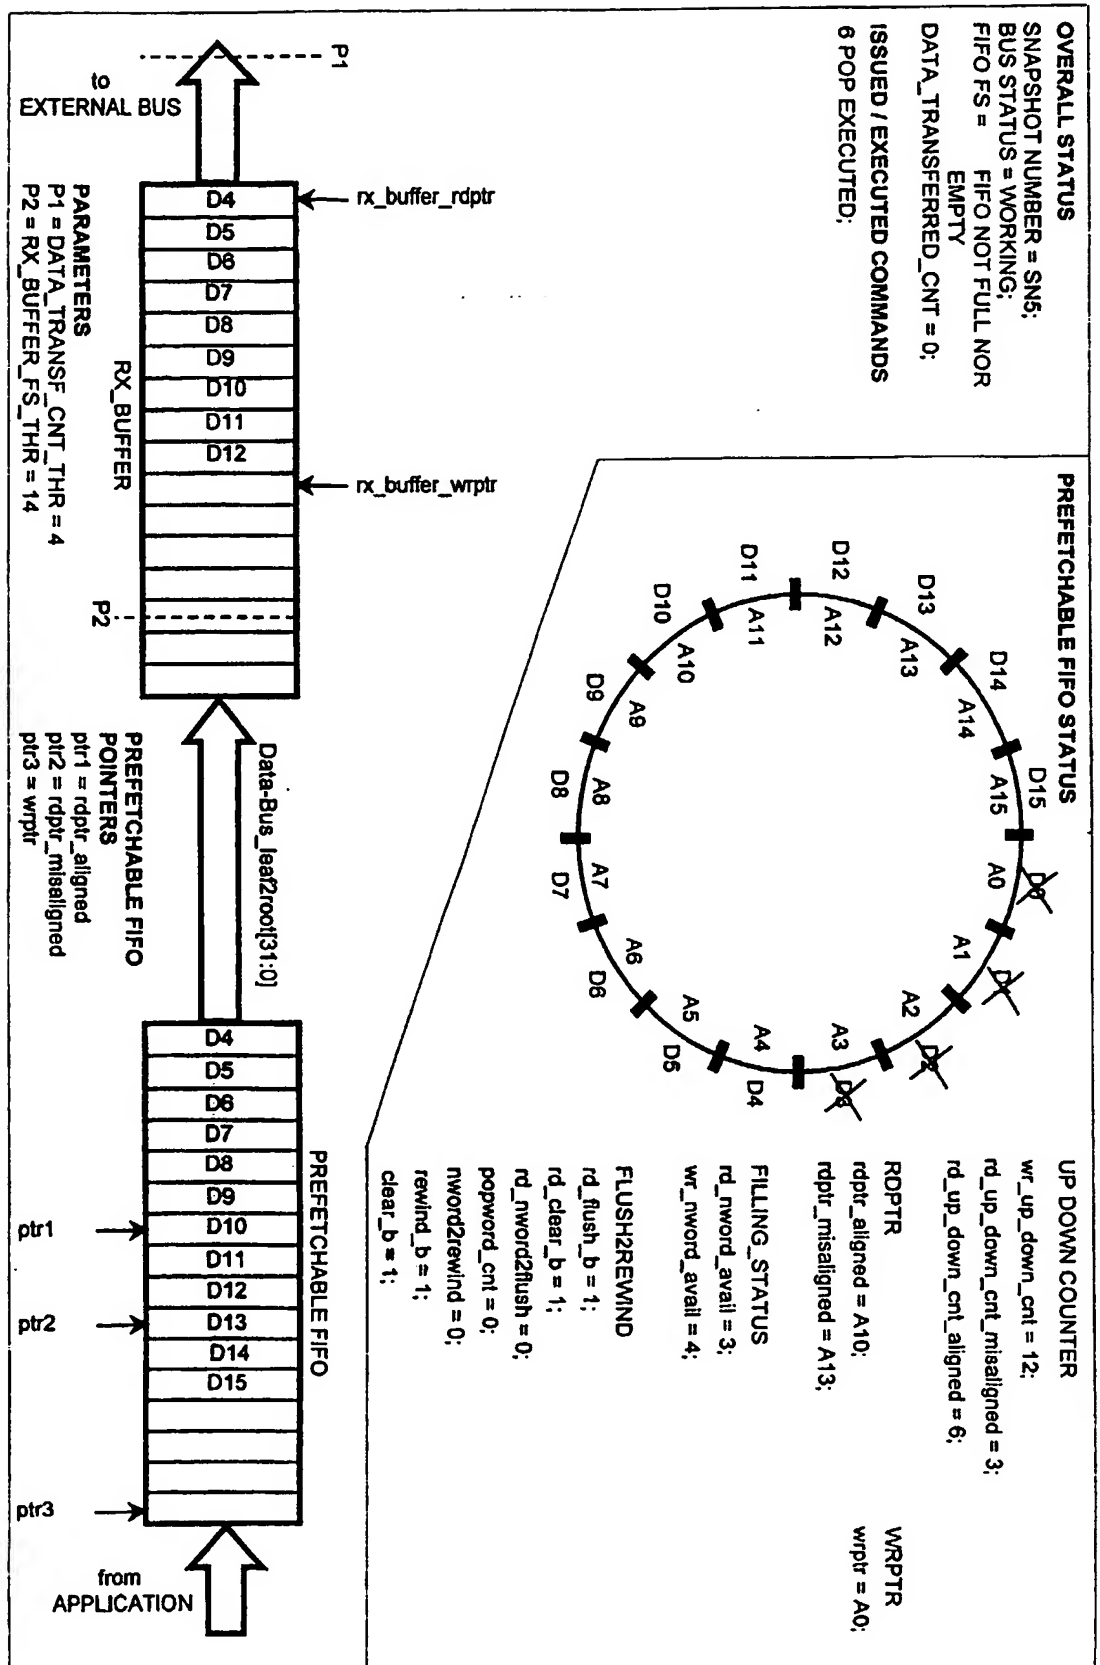 OVERALL STATUS
SNAPSHOT NUMBER = SN5;
BUS STATUS = WORKING;
FIFO FS = FIFO NOT FULL NOR
EMPTY
DATA_TRANSFERRED_CNT = 0;
ISSUED / EXECUTED COMMANDS
6 POP EXECUTED;
PREFETCHABLE FIFO STATUS
D15
A15
D14
A14
D13
A13
D12
A12
D11
A11
D10
A10
D9
A9
D8
A8
D7
A7
D6
A6
D5
A5
D4
A4
D3
A3
D2
A2
D1
A1
D0
A0
UP DOWN COUNTER
wr_up_down_cnt = 12;
rd_up_down_cnt_misaligned = 3;
rd_up_down_cnt_aligned = 6;
RDPTR
rdptr_aligned = A10;
rdptr_misaligned = A13;
WRPTR
wrptr = A0;
FILLING_STATUS
rd_nword_avail = 3;
wr_nword_avail = 4;
FLUSH2REWIND
rd_flush_b = 1;
rd_clear_b = 1;
rd_nword2flush = 0;
popword_cnt = 0;
nword2rewind = 0;
rewind_b = 1;
clear_b = 1;
P1
to
EXTERNAL BUS
rx_buffer_rdptr
D4
D5
D6
D7
D8
D9
D10
D11
D12
rx_buffer_wrptr
RX_BUFFER
P2
PARAMETERS
P1 = DATA_TRANSF_CNT_THR = 4
P2 = RX_BUFFER_FS_THR = 14
Data-Bus_leaf2root[31:0]
PREFETCHABLE FIFO
POINTERS
ptr1 = rdptr_aligned
ptr2 = rdptr_misaligned
ptr3 = wrptr
PREFETCHABLE FIFO
D4
D5
D6
D7
D8
D9
D10
D11
D12
D13
D14
D15
ptr1
ptr2
ptr3
from
APPLICATION